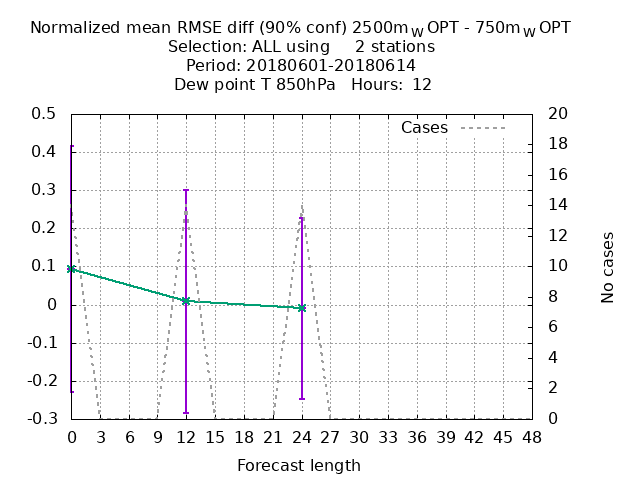 Normalized mean RMSE diff (90% conf) 2500m_W OPT - 750m_W OPT
Selection: ALL using     2 stations
Period: 20180601-20180614
Dew point T 850hPa   Hours:  12
Cases
0.5
0.4
0.3
0.2
0.1
0
-0.1
-0.2
-0.3
20
18
16
14
12
10
8
6
4
2
0
No cases
0 3 6 9 12 15 18 21 24 27 30 33 36 39 42 45 48
Forecast length